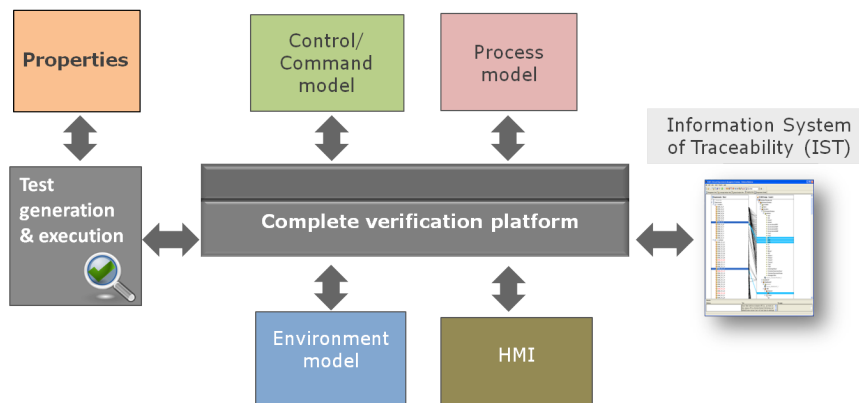 Properties
Control/
Command
model
Process
model
Information System
of Traceability (IST)
Test
generation
& execution
Complete verification platform
Environment
model
HMI